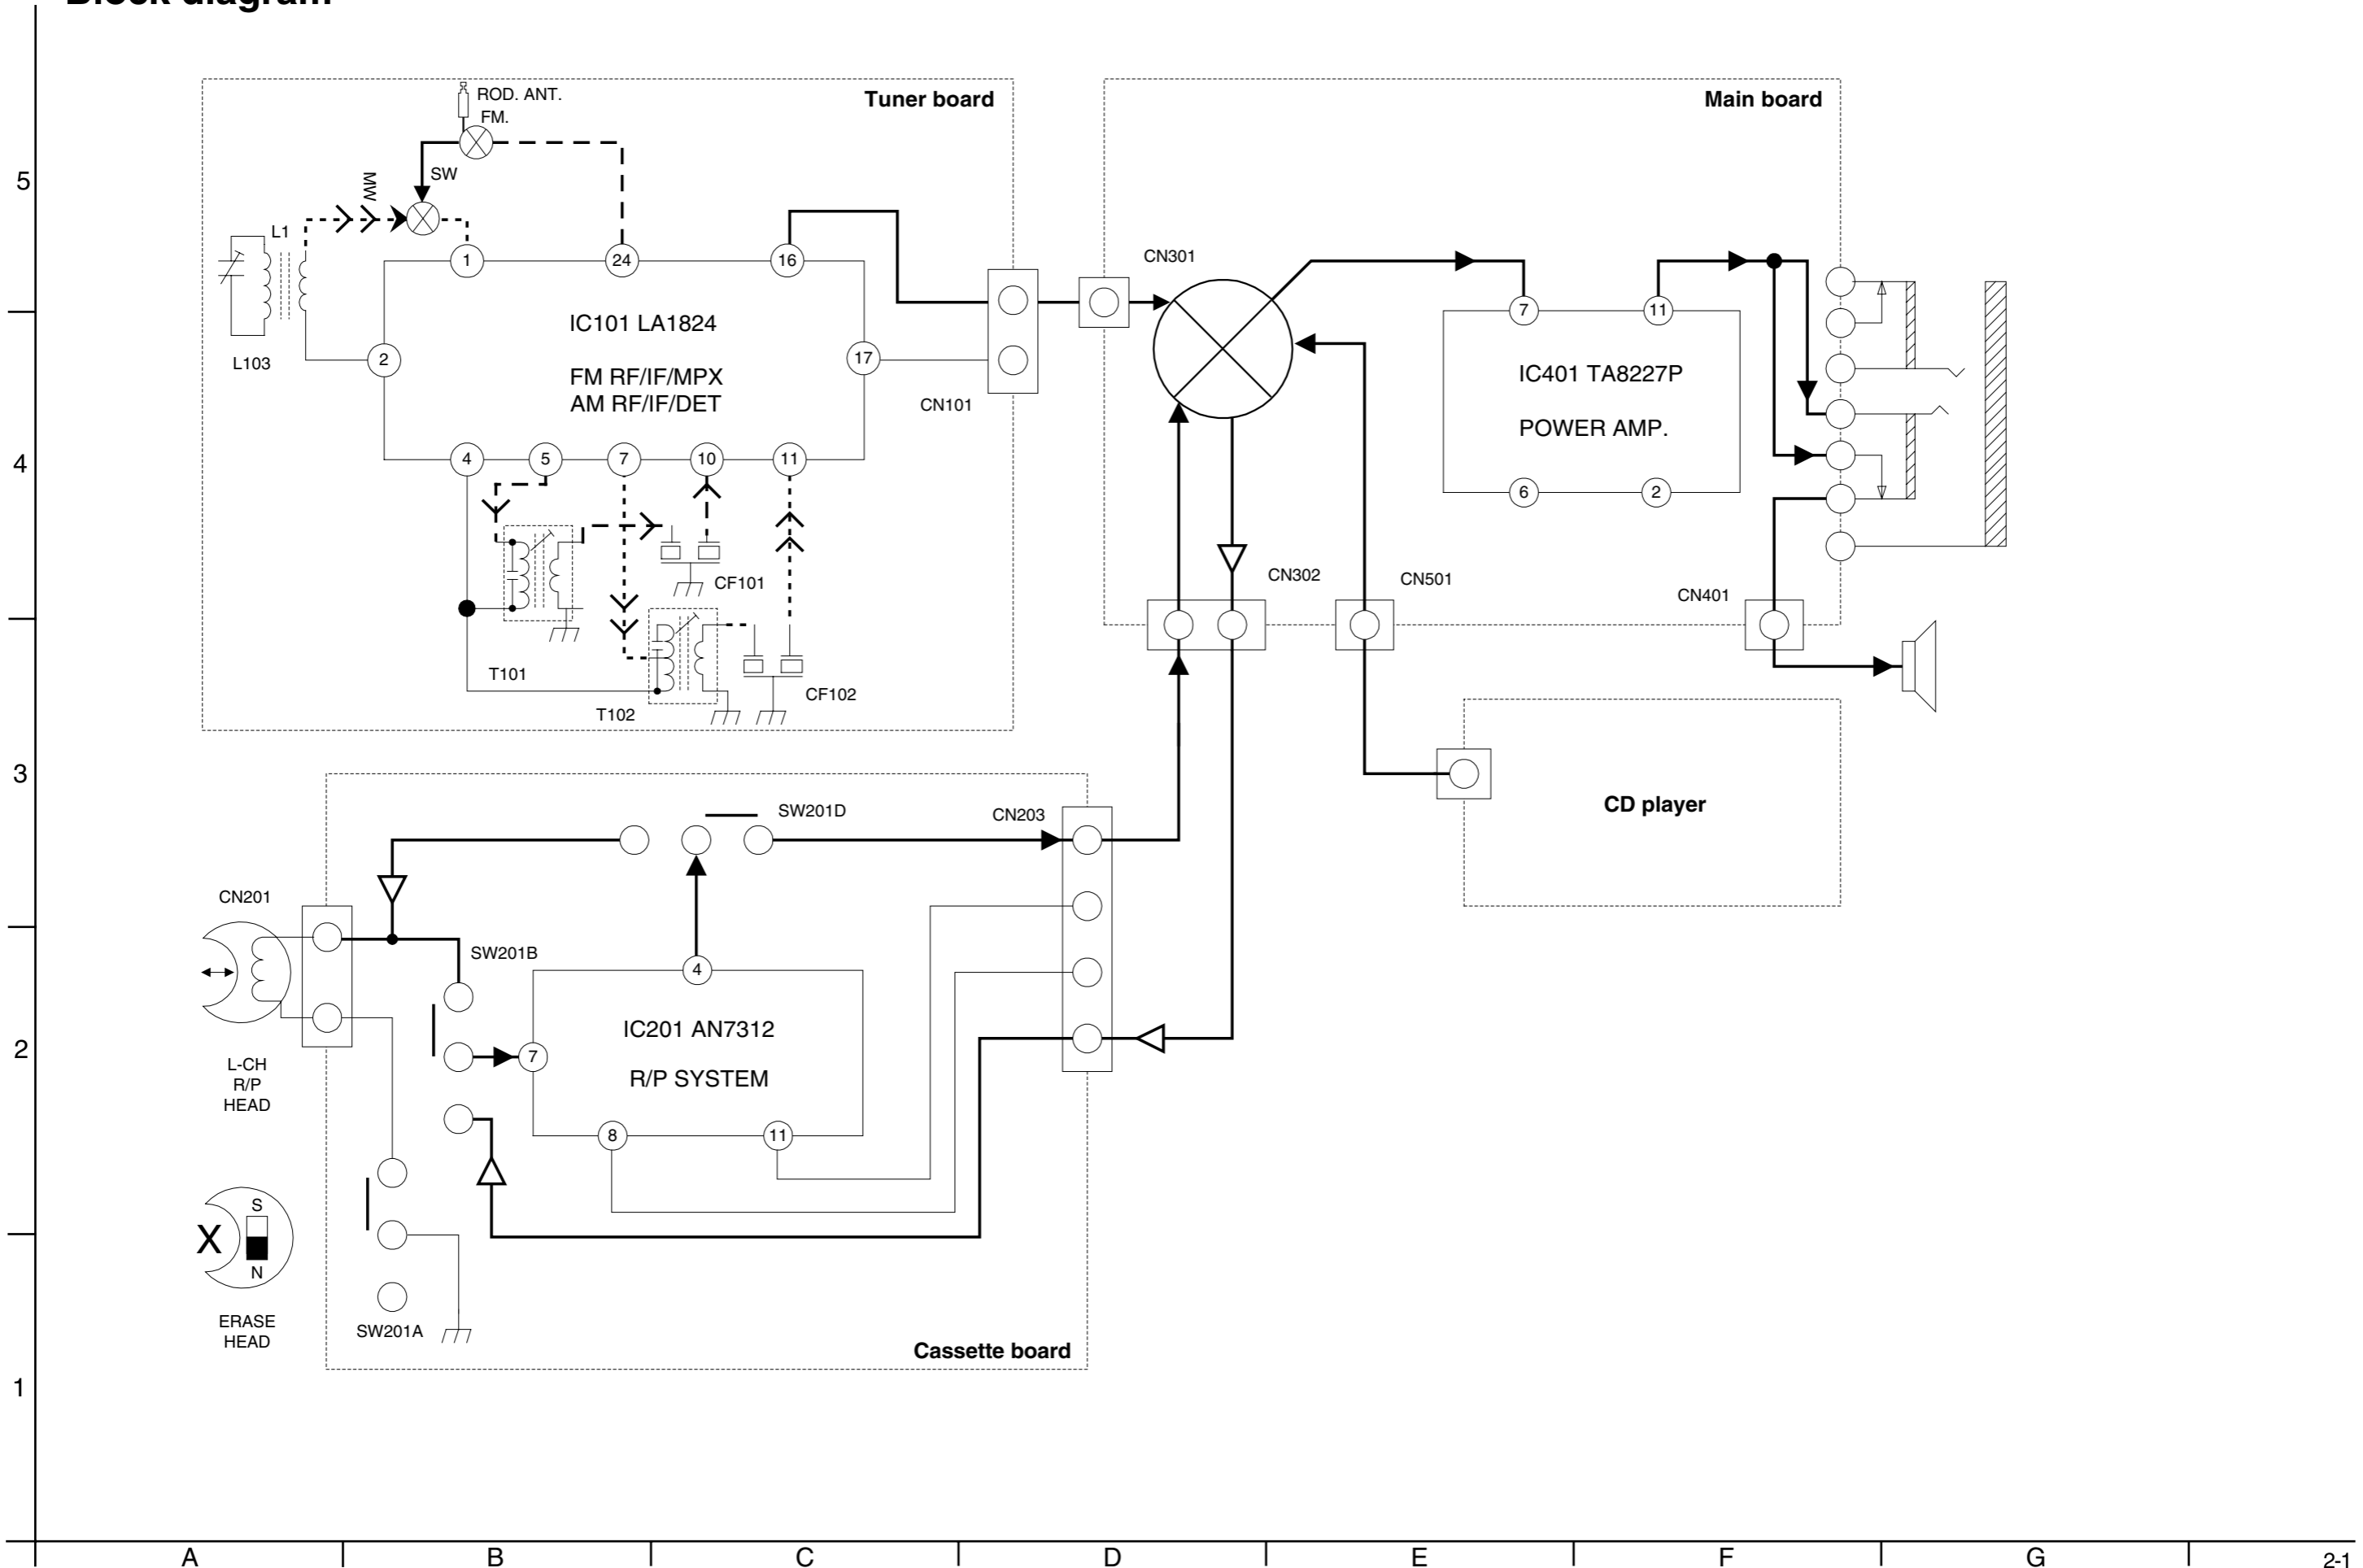 Block diagram
ROD. ANT.
FM.
Tuner board
Main board
5
MW
SW
L1
CN301
1
24
16
7
11
IC101 LA1824
2
17
L103
FM RF/IF/MPX
AM RF/IF/DET
CN101
IC401 TA8227P
POWER AMP.
4
4
5
7
10
11
6
2
CF101
CN302
CN501
CN401
T101
CF102
T102
3
SW201D
CN203
CD player
CN201
SW201B
4
IC201 AN7312
2
7
R/P SYSTEM
L-CH
R/P
HEAD
8
11
S
X
N
ERASE
HEAD
SW201A
Cassette board
1
A
B
C
D
E
F
G
2-1